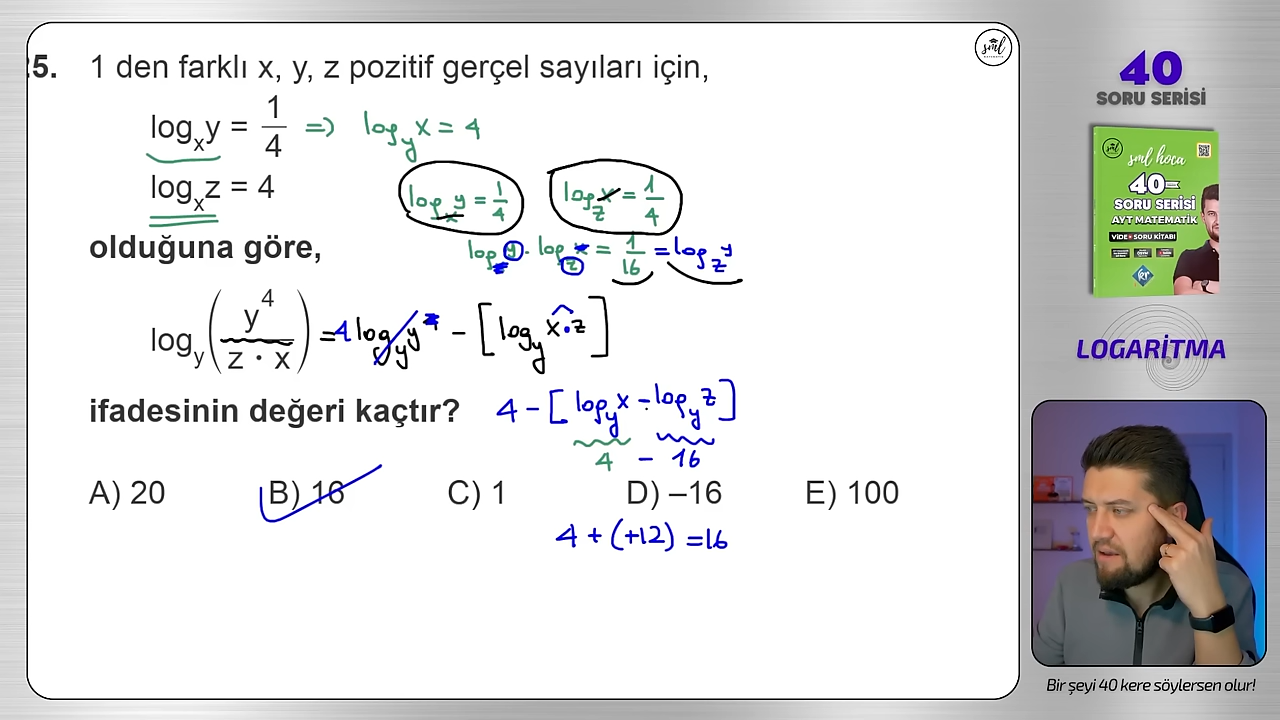 5. 1 den farklı x, y, z pozitif gerçel sayıları için,
log_x y = 1/4 ⇒ log_y x = 4
log_x z = 4
log_x y = 1/4
log_z x = 1/4
log_x y · log_z x = 1/16 = log_z y
olduğuna göre,
log_y (y^4 / z · x) = 4 log_y y - [log_y x · z]
ifadesinin değeri kaçtır?
4 - [log_y x - log_y z]
4 - 16
A) 20 B) 16 C) 1 D) –16 E) 100
4 + (+12) = 16
sml
40
SORU SERİSİ
sml hoca
40
SORU SERİSİ
AYT MATEMATİK
VİDEO SORU KİTABI
LOGARİTMA
Bir şeyi 40 kere söylersen olur!